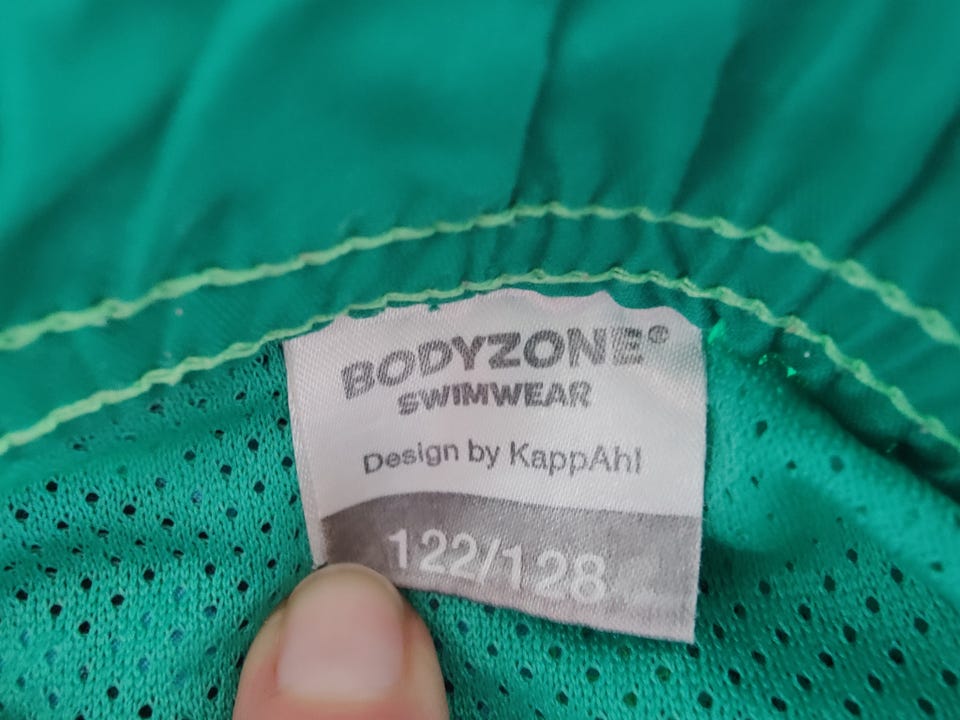 BODYZONE®
SWIMWEAR
Design by KappAhl
122/128